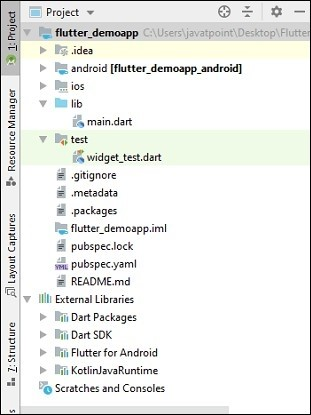 Project
flutter_demoapp C:\Users\javatpoint\Desktop\Flutter
.idea
android [flutter_demoapp_android]
ios
lib
main.dart
test
widget_test.dart
.gitignore
.metadata
.packages
flutter_demoapp.iml
pubspec.lock
YML
pubspec.yaml
README.md
External Libraries
Dart Packages
Dart SDK
Flutter for Android
KotlinJavaRuntime
Scratches and Consoles
1: Project
Resource Manager
Layout Captures
Z: Structure